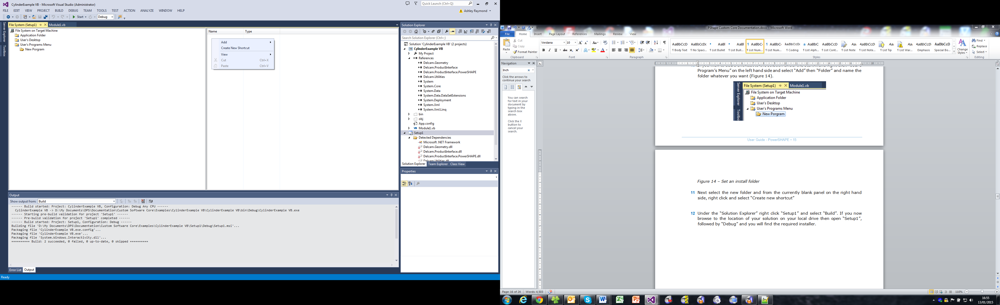 CylinderExample VB - Microsoft Visual Studio (Administrator)
Quick Launch (Ctrl+Q)
FILE EDIT VIEW PROJECT BUILD DEBUG TEAM TOOLS TEST ACTION ANALYZE WINDOW HELP
Ashley Raymond
Start Debug
Server Explorer
Toolbox
File System (Setup1) Module1.vb
File System on Target Machine
Application Folder
User's Desktop
User's Programs Menu
New Porgram
Name Type
Add
Create New Shortcut
View
Cut Ctrl+X
Paste Ctrl+V
Solution Explorer
Search Solution Explorer (Ctrl+;)
Solution 'CylinderExample VB' (2 projects)
CylinderExample VB
My Project
References
Delcam.Geometry
Delcam.ProductInterface
Delcam.ProductInterface.PowerSHAPE
Delcam.Utilities
System
System.Core
System.Data
System.Data.DataSetExtensions
System.Deployment
System.Xml
System.Xml.Linq
bin
obj
App.config
Module1.vb
Setup1
Detected Dependencies
Microsoft .NET Framework
Delcam.Geometry.dll
Delcam.ProductInterface.dll
Delcam.ProductInterface.PowerSHAPE.dll
Delcam.Utilities.dll
Solution Explorer Team Explorer Class View
Properties
Output
Show output from: Build
------ Build started: Project: CylinderExample VB, Configuration: Debug Any CPU ------
CylinderExample VB -> D:\My Documents\DPS\Documentation\Custom Software Core\Examples\CylinderExample VB\CylinderExample VB\bin\Debug\CylinderExample VB.exe
------ Starting pre-build validation for project 'Setup1' ------
------ Pre-build validation for project 'Setup1' completed ------
------ Build started: Project: Setup1, Configuration: Debug ------
Building file 'D:\My Documents\DPS\Documentation\Custom Software Core\Examples\CylinderExample VB\Setup1\Debug\Setup1.msi'...
Packaging file 'CylinderExample VB.exe.config'...
Packaging file 'CylinderExample VB.exe'...
Packaging file 'System.Windows.Interactivity.dll'...
========== Build: 2 succeeded, 0 failed, 0 up-to-date, 0 skipped ==========
Error List Output
Ready
PShape Custom Core Documentation.docx - Microsoft Word
File Home Insert Page Layout References Mailings Review View
Paste
Cut
Copy
Format Painter
Clipboard
Verdana 10
Font
Paragraph
¶ Body Text ¶ No Spaci... ¶ List Bullet ¶ List Bull... ¶ List Num... ¶ List Num... ¶ Coding ¶ List Alph... ¶ List Cont... ¶ List Note ¶ List Note... ¶ List Tip ¶ List War... Emphasis Special Bo...
Styles
Change Styles
Find
Replace
Select
Editing
Navigation
Inch
Click the arrows to
continue your search
You can search
for text in your
document by
typing in the
search box
above.
Click the X
button to
cancel your
search.
Program's Menu" on the left hand side and select "Add" then "Folder" and name the
folder whatever you want (Figure 14).
Server Explorer
Toolbo
File System (Setup1) Module1.vb
File System on Target Machine
Application Folder
User's Desktop
User's Programs Menu
New Porgram
User Guide - PowerSHAPE • 15
Figure 14 – Set an install folder
11 Next select the new folder and from the currently blank panel on the right hand
side, right click and select "Create new shortcut"
12 Under the "Solution Explorer" right click "Setup1" and select "Build". If you now
browse to the location of your solution on your local drive then open "Setup1",
followed by "Debug" and you will find the required installer.
Page: 16 of 24 Words: 4,503
110%
16:55
13/01/2015